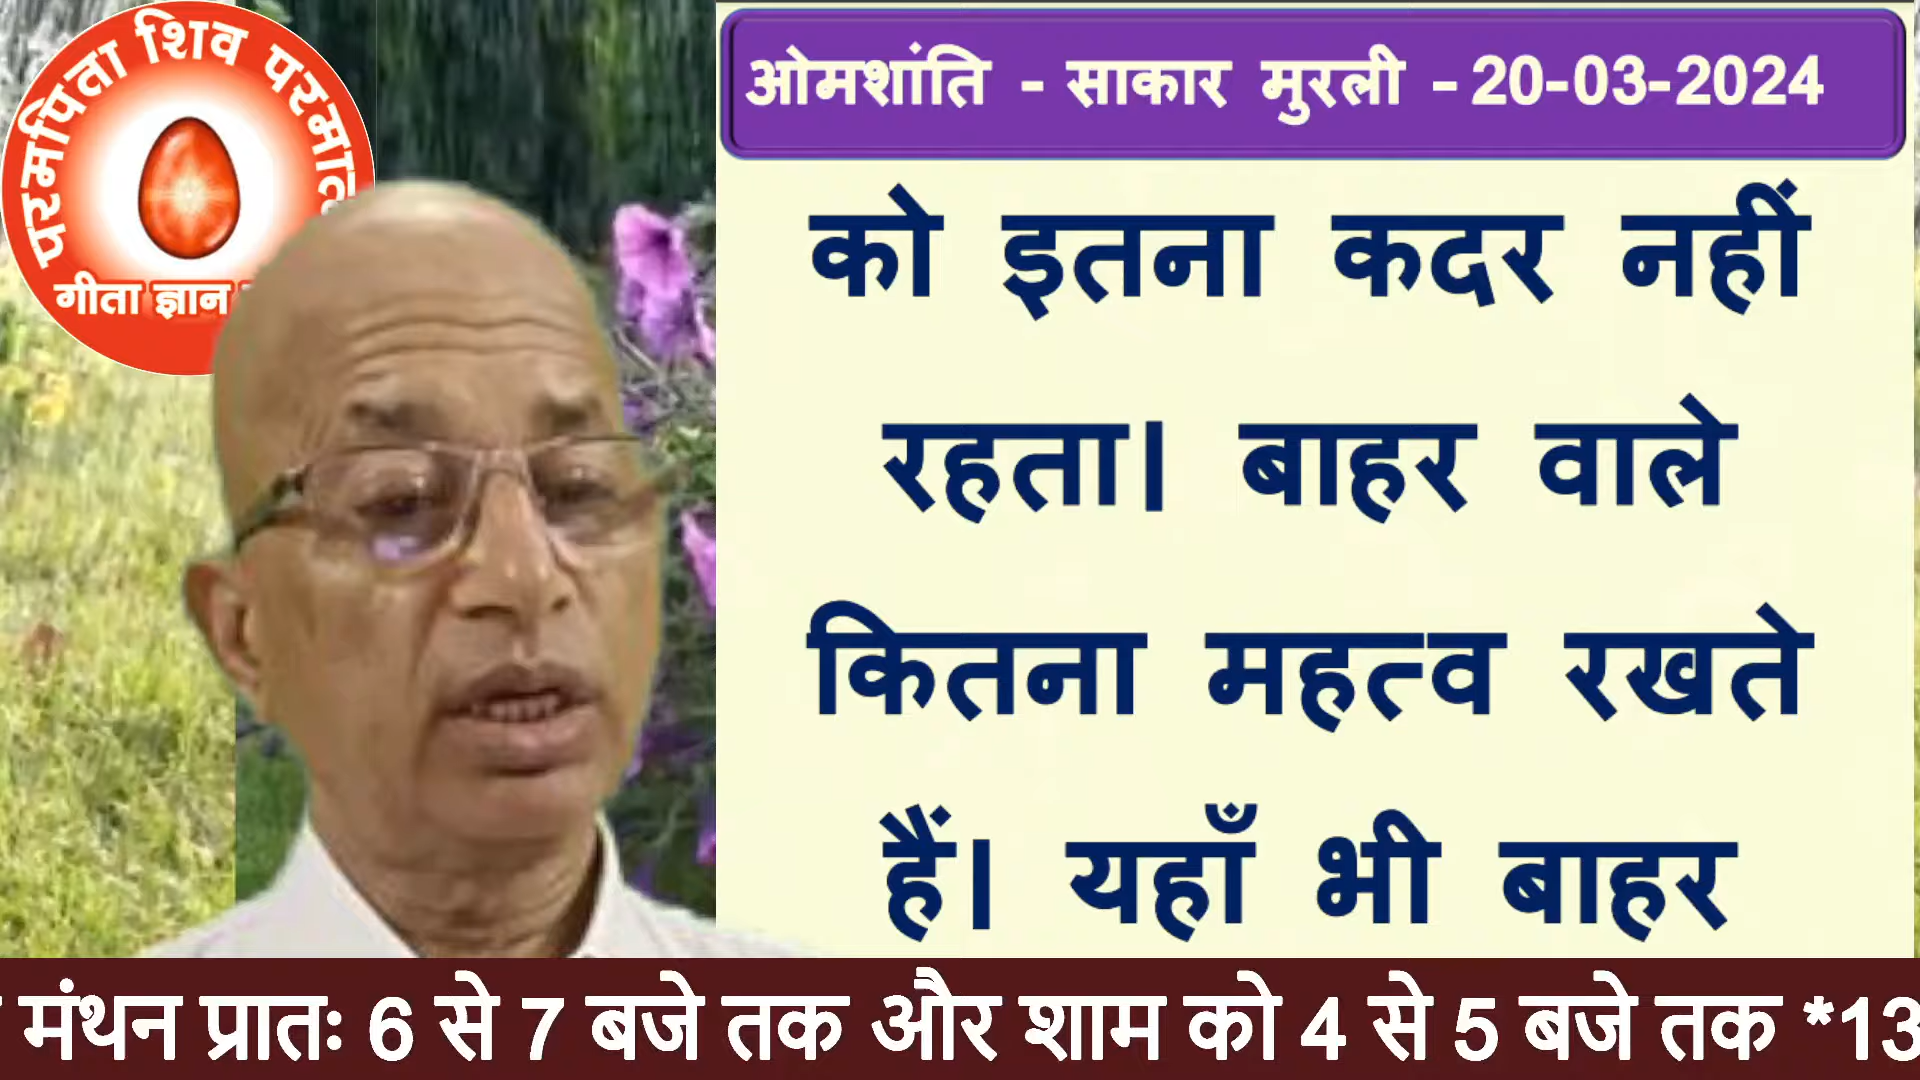 परमपिता शिव
गीता ज्ञान
ओमशांति - साकार मुरली - 20-03-2024
को इतना कदर नहीं
रहता। बाहर वाले
कितना महत्व रखते
हैं। यहाँ भी बाहर
मंथन प्रातः 6 से 7 बजे तक और शाम को 4 से 5 बजे तक *13